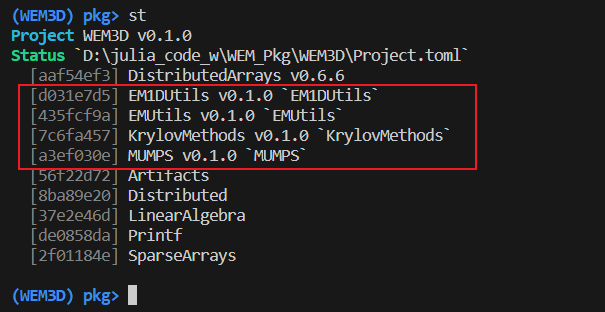 (WEM3D) pkg> st
Project WEM3D v0.1.0
Status `D:\julia_code_w\WEM_Pkg\WEM3D\Project.toml`
[aaf54ef3] DistributedArrays v0.6.6
[d031e7d5] EM1DUtils v0.1.0 `EM1DUtils`
[435fcf9a] EMUtils v0.1.0 `EMUtils`
[7c6fa457] KrylovMethods v0.1.0 `KrylovMethods`
[a3ef030e] MUMPS v0.1.0 `MUMPS`
[56f22d72] Artifacts
[8ba89e20] Distributed
[37e2e46d] LinearAlgebra
[de0858da] Printf
[2f01184e] SparseArrays
(WEM3D) pkg>